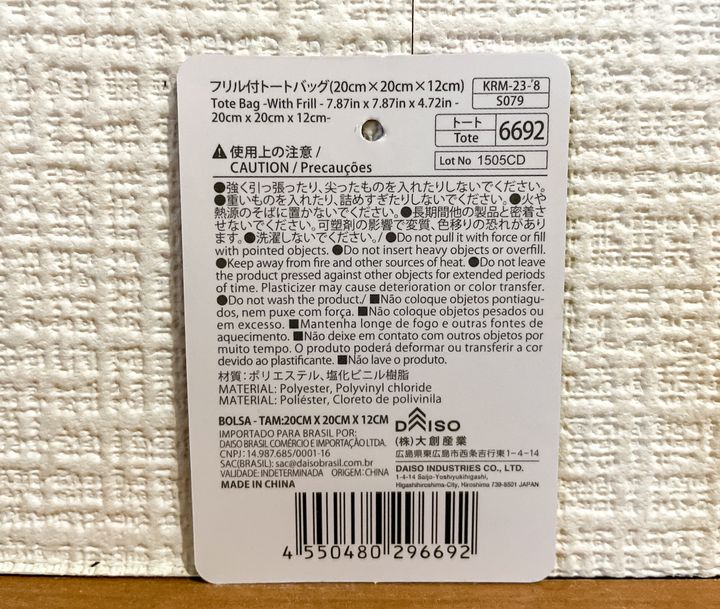 フリル付トートバッグ(20cm×20cm×12cm)
Tote Bag -With Frill - 7.87in x 7.87in x 4.72in -
20cm x 20cm x 12cm-
KRM-23-'8
S079
トート
Tote
6692
Lot No 1505CD
⚠使用上の注意 /
CAUTION / Precauções
●強く引っ張ったり、尖ったものを入れたりしないでください。
●重いものを入れたり、詰めすぎたりしないでください。●火や
熱源のそばに置かないでください。●長期間他の製品と密着さ
せないでください。可塑剤の影響で変質、色移りの恐れがあり
ます。●洗濯しないでください。/ ●Do not pull it with force or fill
with pointed objects. ●Do not insert heavy objects or overfill.
●Keep away from fire and other sources of heat. ●Do not leave
the product pressed against other objects for extended periods
of time. Plasticizer may cause deterioration or color transfer.
●Do not wash the product./ ■Não coloque objetos pontiagu-
dos, nem puxe com força. ■Não coloque objetos pesados ou
em excesso. ■Mantenha longe de fogo e outras fontes de
aquecimento. ■Não deixe em contato com outros objetos por
muito tempo. O produto poderá deformar ou transferir a cor
devido ao plastificante. ■Não lave o produto.
材質：ポリエステル、塩化ビニル樹脂
MATERIAL: Polyester, Polyvinyl chloride
MATERIAL: Poliéster, Cloreto de polivinila
BOLSA - TAM:20CM X 20CM X 12CM
IMPORTADO PARA BRASIL POR:
DAISO BRASIL COMÉRCIO E IMPORTAÇÃO LTDA.
CNPJ: 14.987.685/0001-16
SAC(BRASIL): sac@daisobrasil.com.br
VALIDADE: INDETERMINADA ORIGEM: CHINA
MADE IN CHINA
DAISO
(株)大創産業
広島県東広島市西条吉行東1-4-14
DAISO INDUSTRIES CO., LTD.
1-4-14 Saijo-Yoshiyukihigashi,
Higashihiroshima-City, Hiroshima 739-8501 JAPAN
4 550480 296692